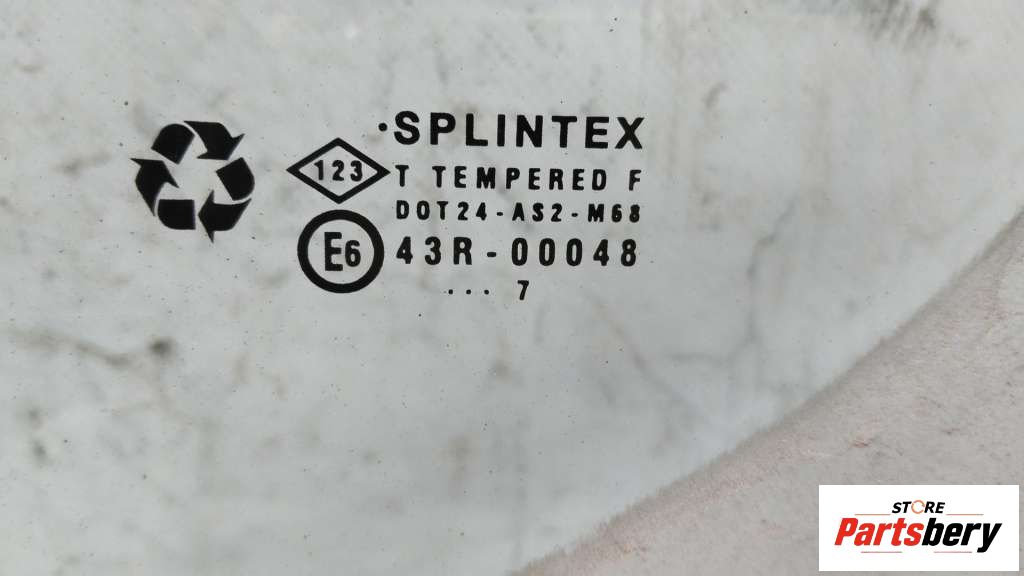 ·SPLINTEX
123 T TEMPERED F
DOT24-AS2-M68
E6 43R-00048
... 7
STORE
Partsbery